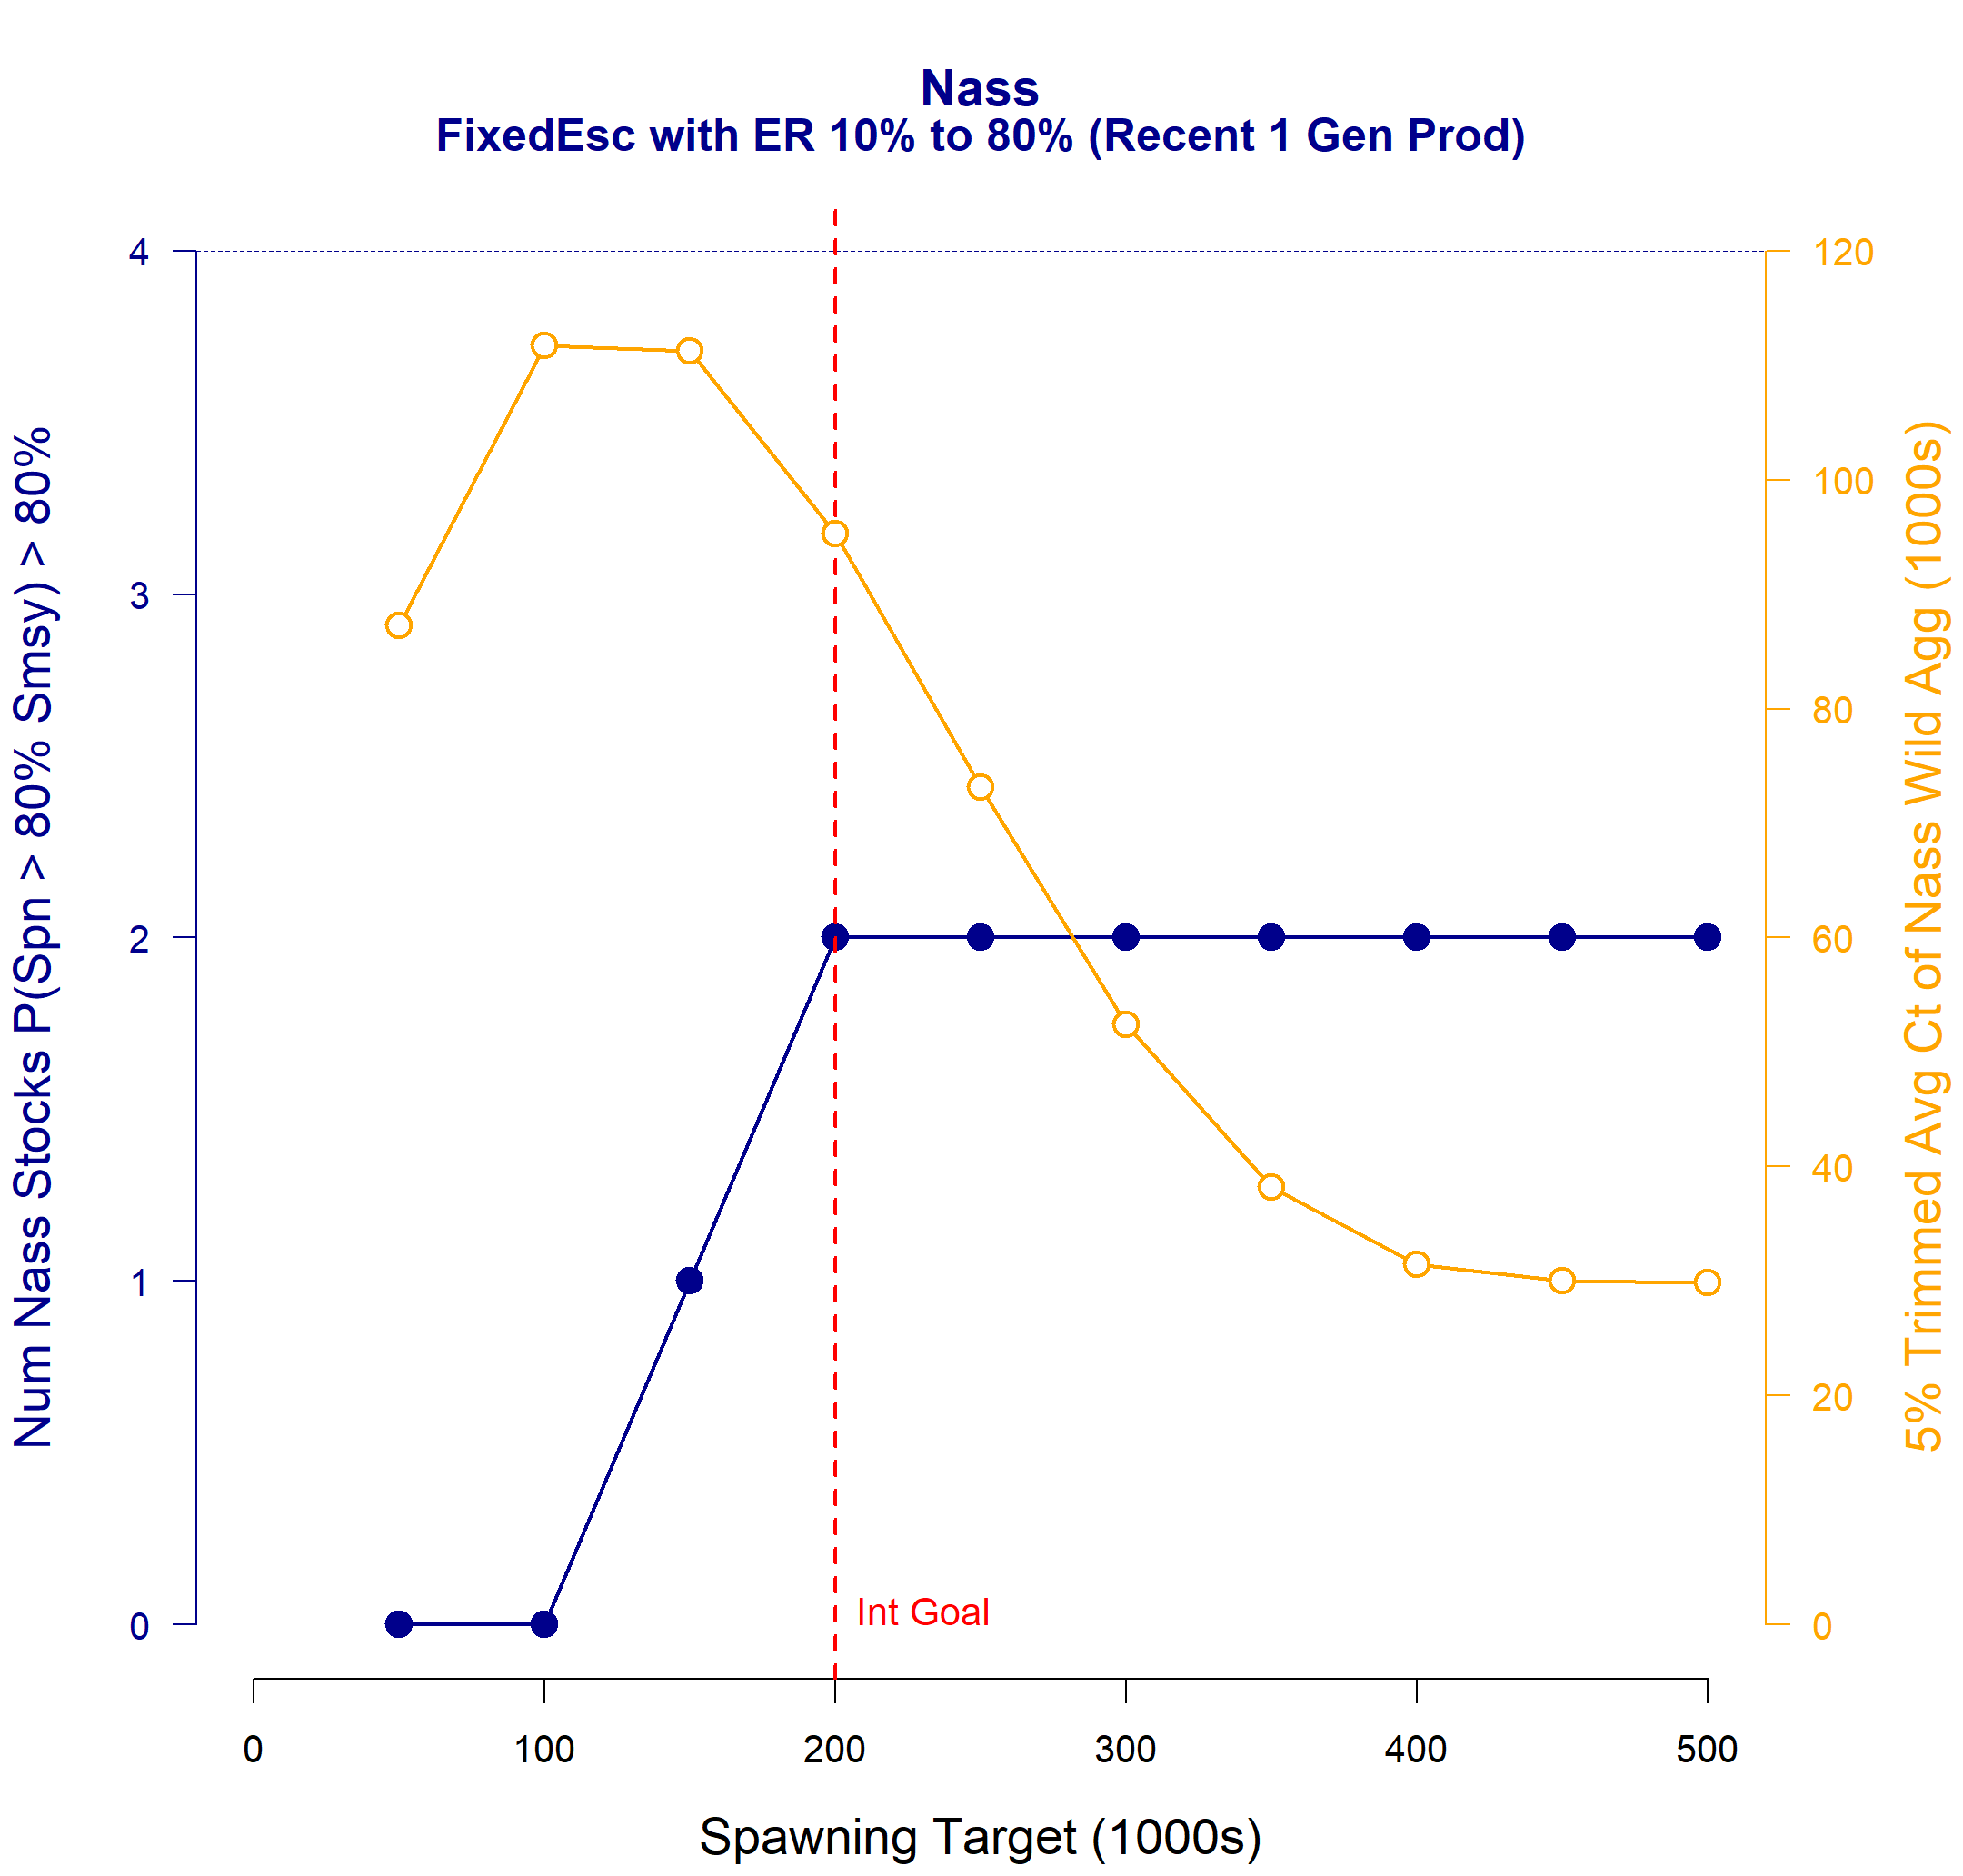 Nass
FixedEsc with ER 10% to 80% (Recent 1 Gen Prod)
Num Nass Stocks P(Spn > 80% Smsy) > 80%
4
3
2
1
0
120
100
80
60
40
20
0
5% Trimmed Avg Ct of Nass Wild Agg (1000s)
Int Goal
0 100 200 300 400 500
Spawning Target (1000s)